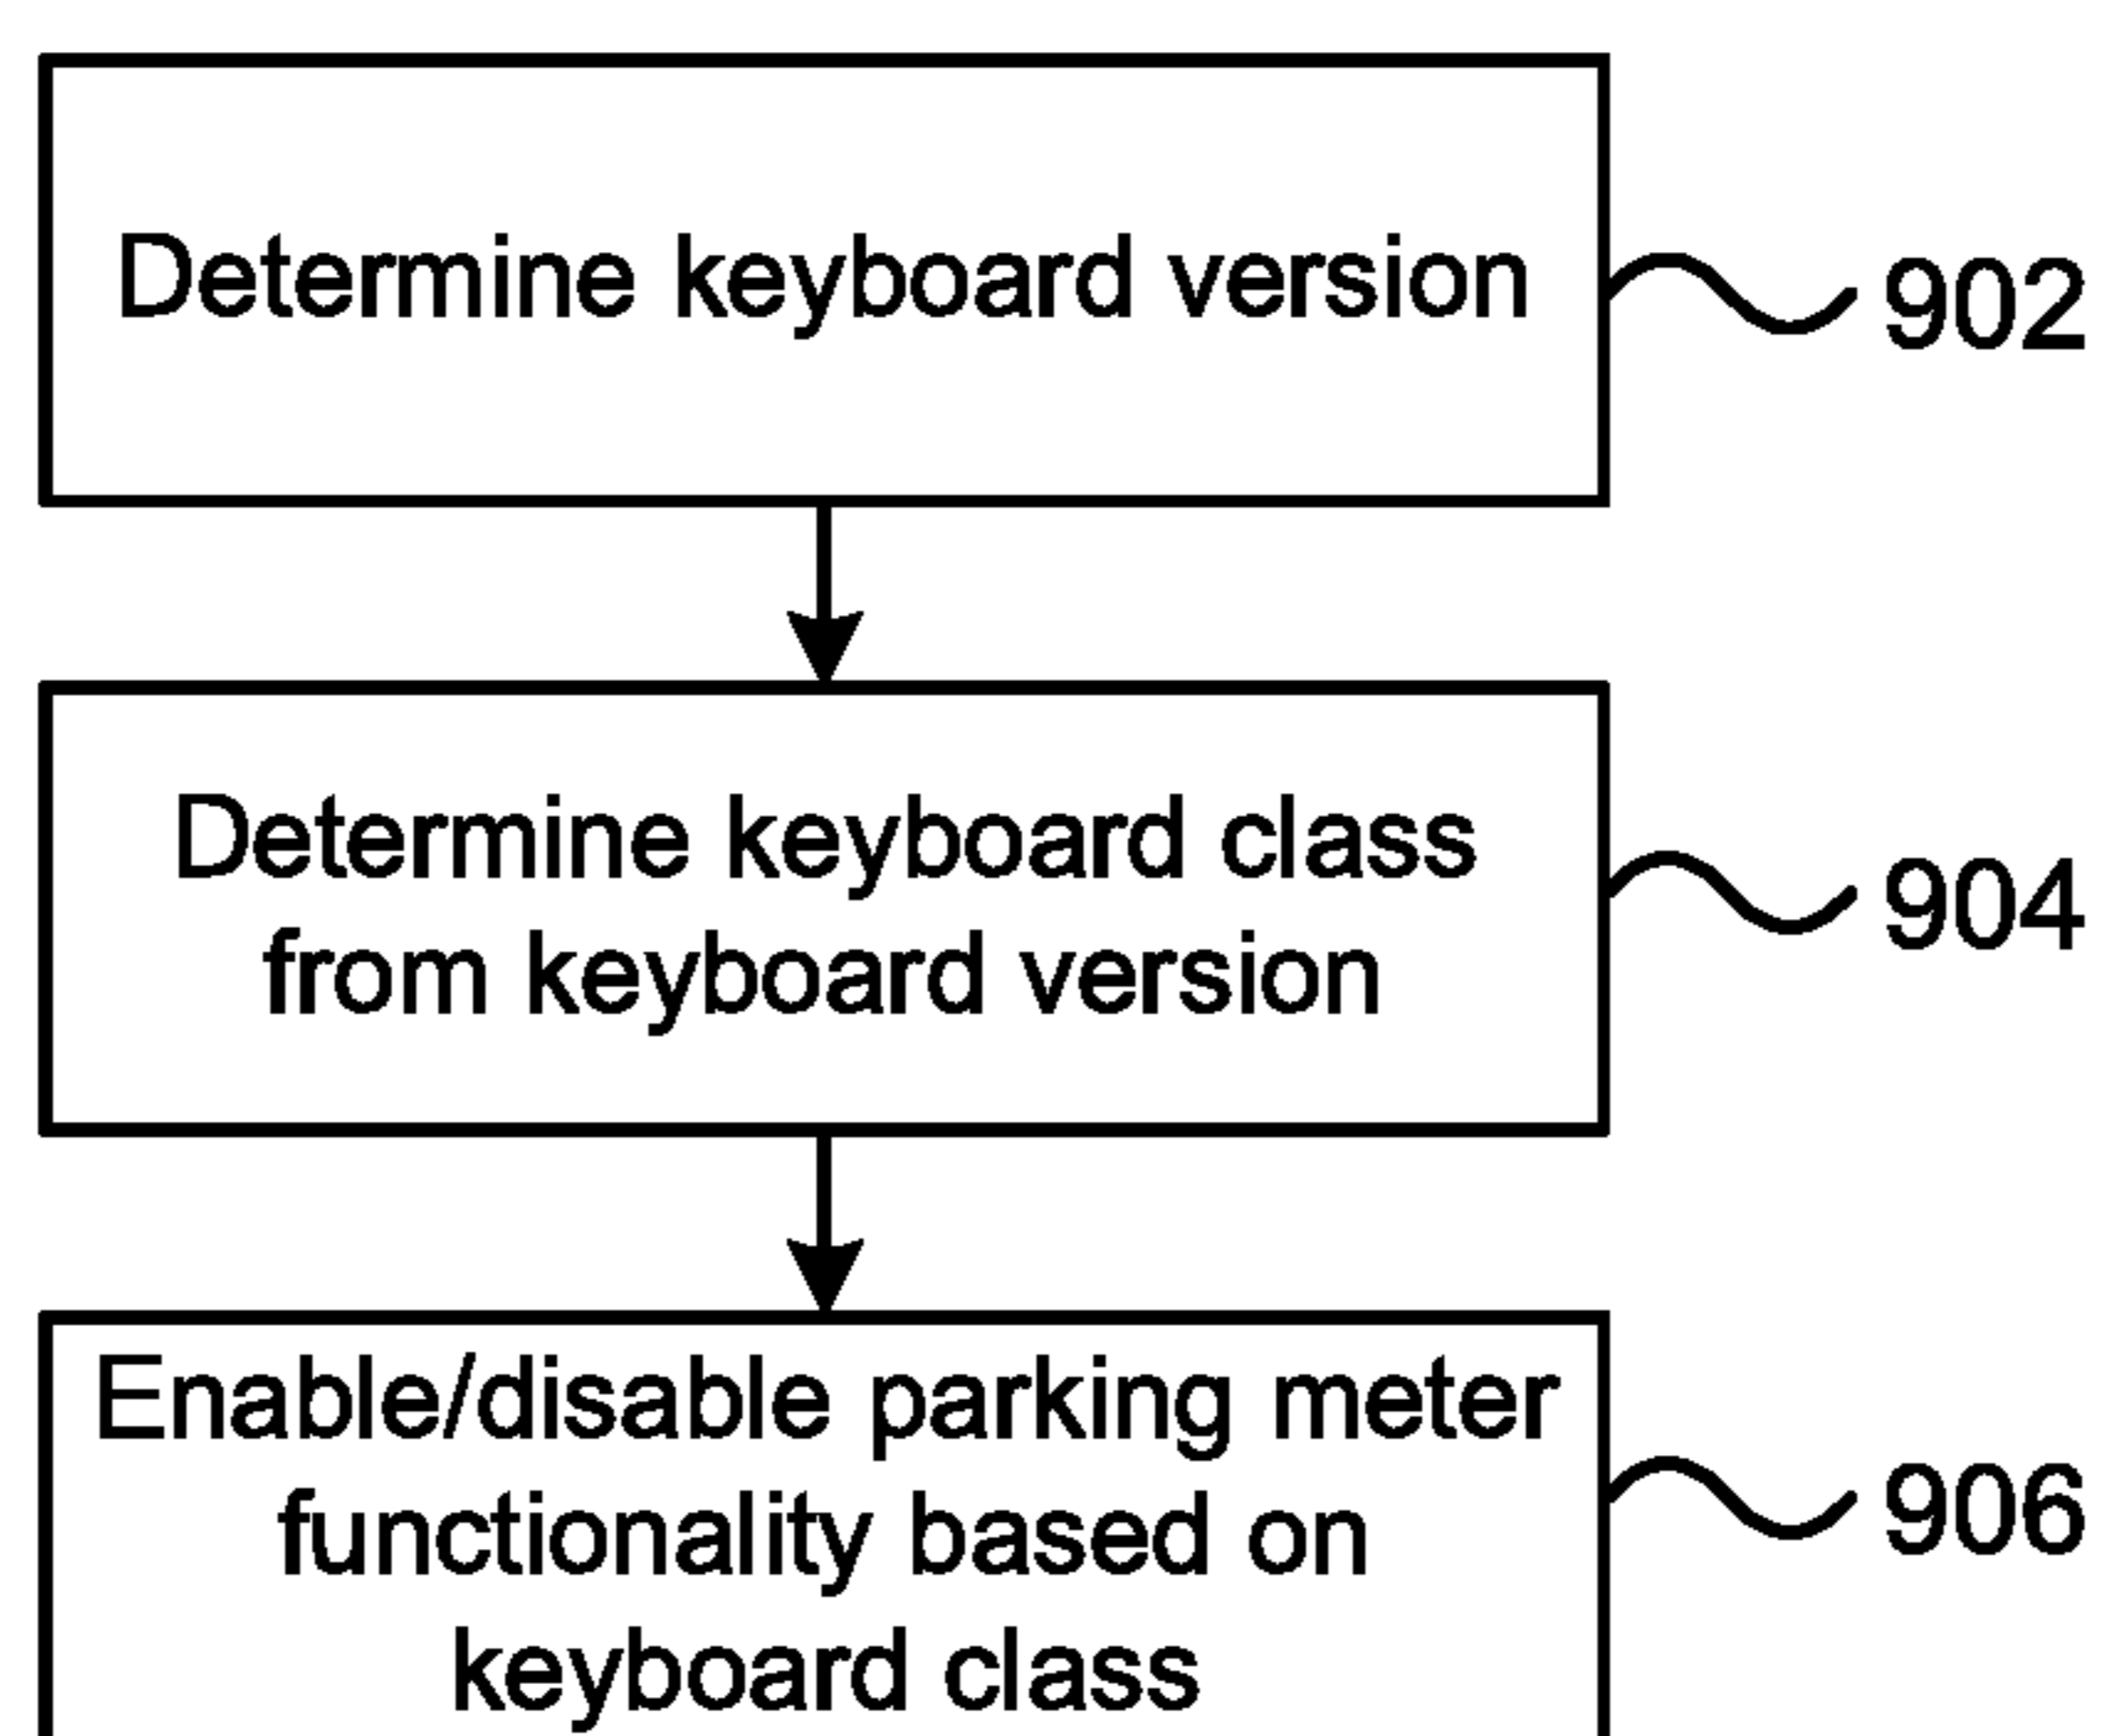 Determine keyboard version
902
Determine keyboard class
from keyboard version
904
Enable/disable parking meter
functionality based on
keyboard class
906